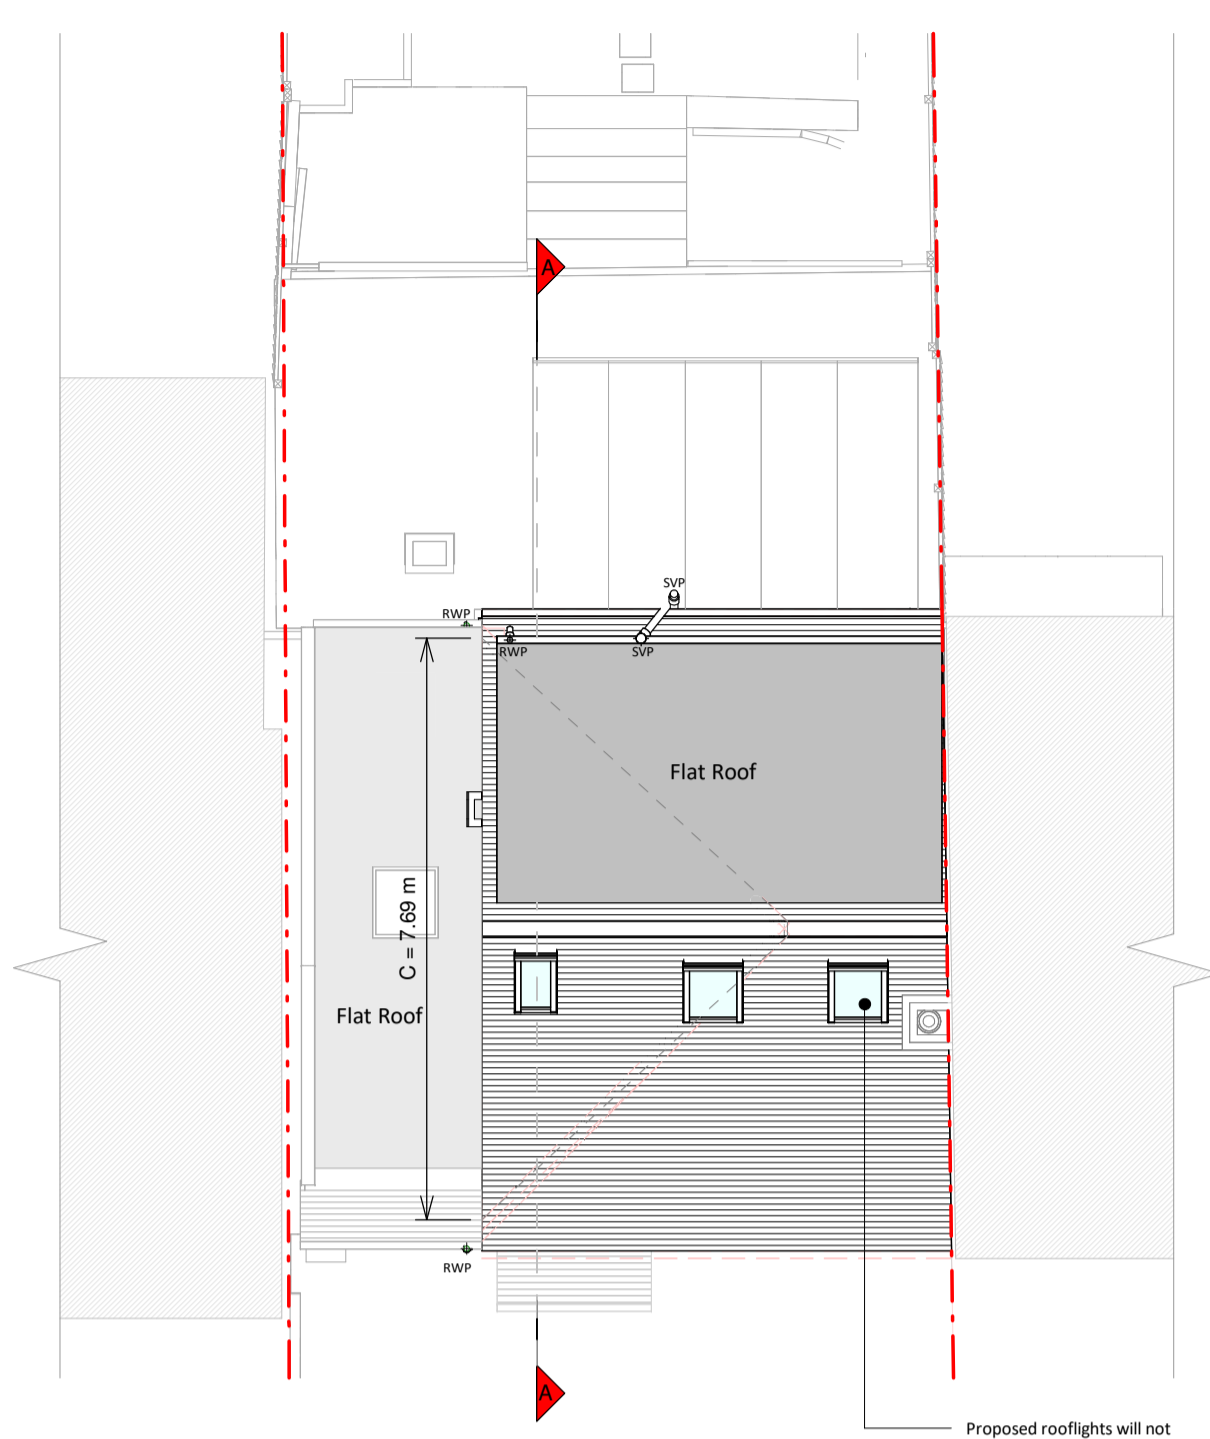 A
SVP
RWP
RWP
SVP
Flat Roof
C = 7.69 m
Flat Roof
RWP
A
Proposed rooflights will not